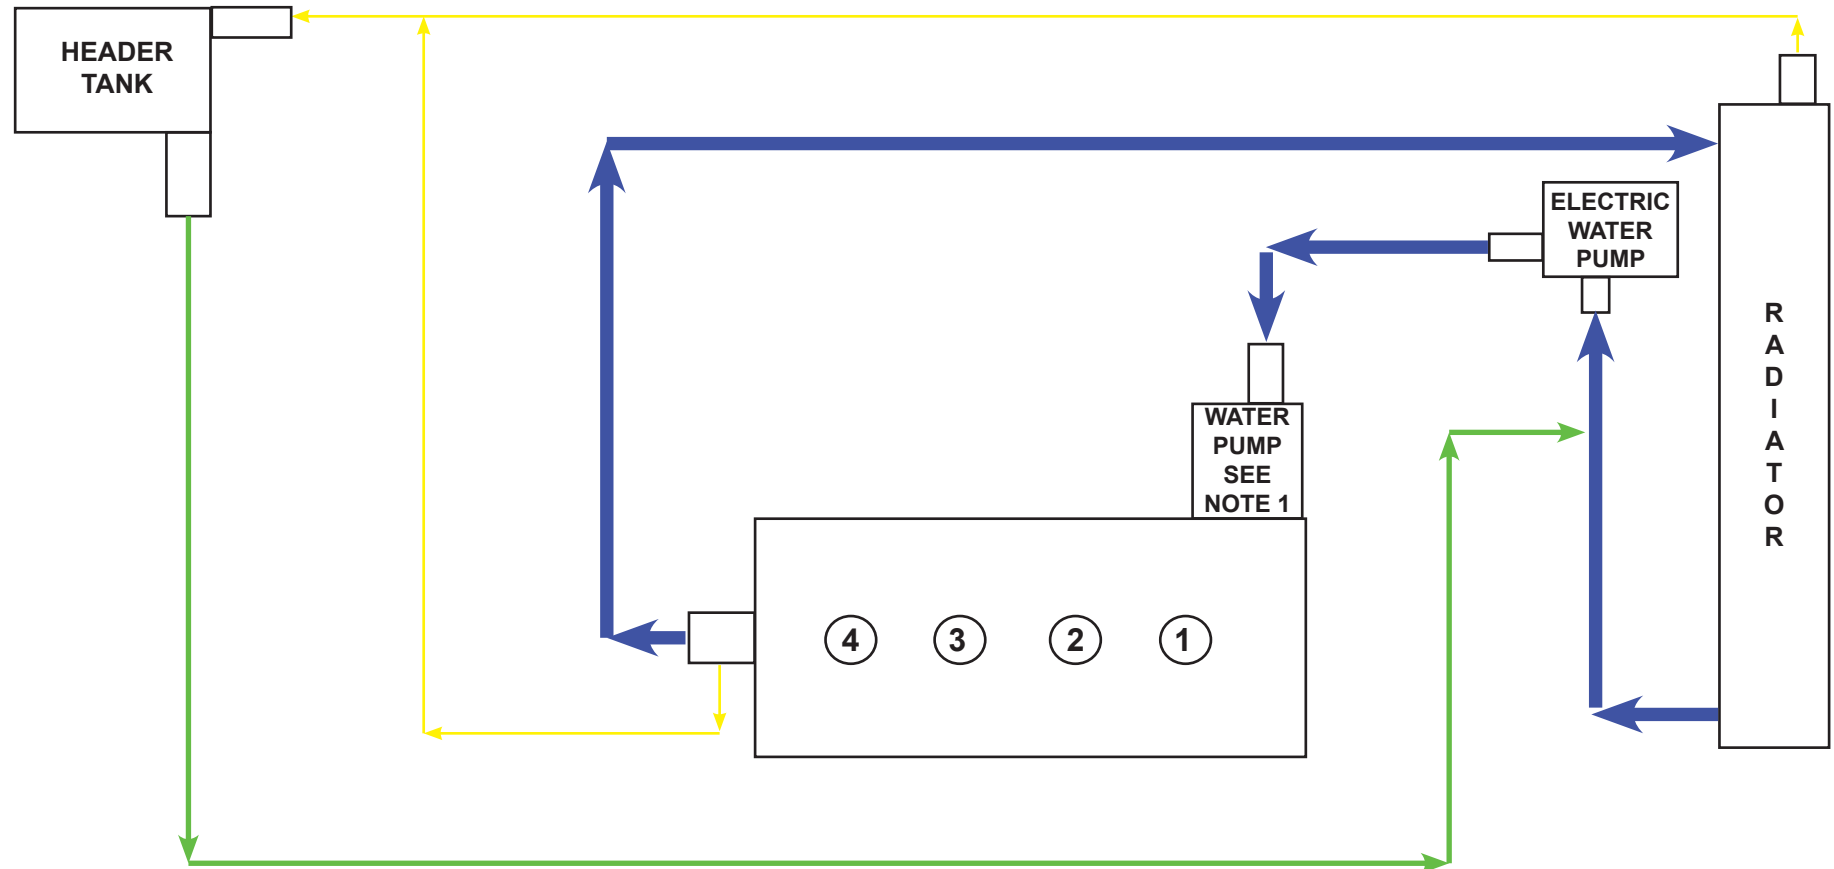 HEADER
TANK
ELECTRIC
WATER
PUMP
R
A
D
I
A
T
O
R
WATER
PUMP
SEE
NOTE 1
4
3
2
1